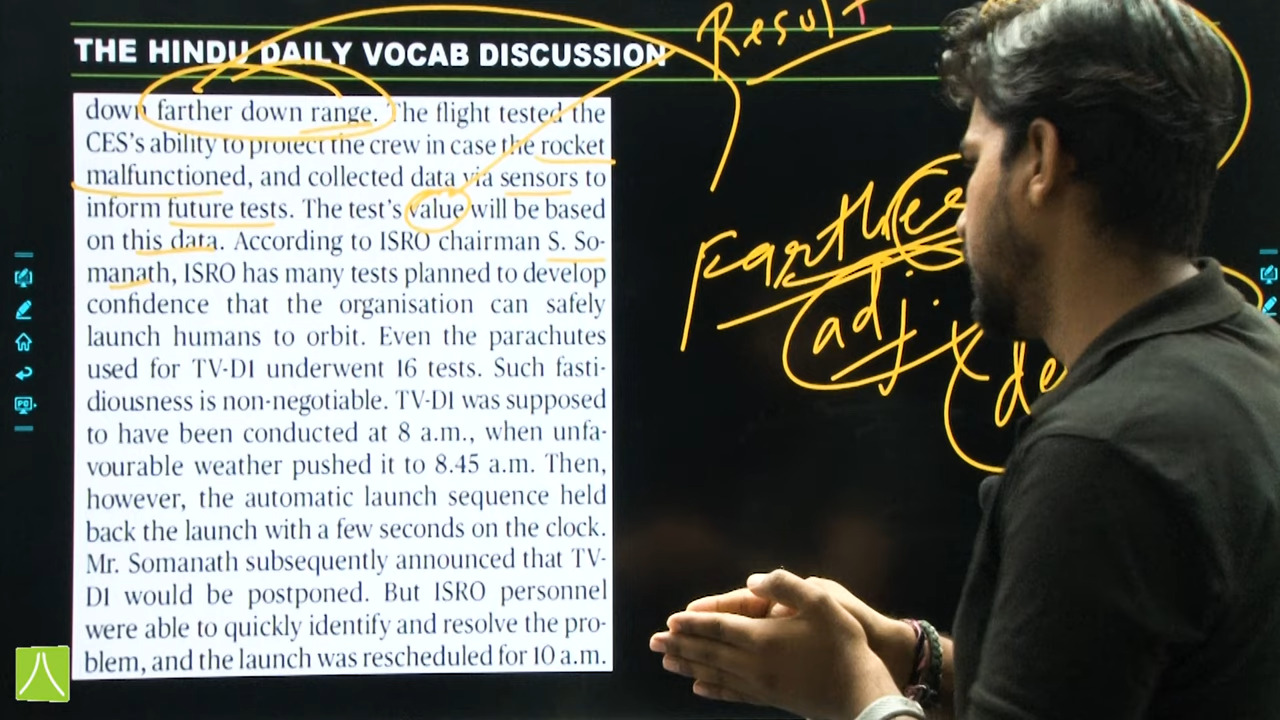 THE HINDU DAILY VOCAB DISCUSSION
Result
down farther down range. The flight tested the
CES's ability to protect the crew in case the rocket
malfunctioned, and collected data via sensors to
inform future tests. The test's value will be based
on this data. According to ISRO chairman S. So-
manath, ISRO has many tests planned to develop
confidence that the organisation can safely
launch humans to orbit. Even the parachutes
used for TV-D1 underwent 16 tests. Such fasti-
diousness is non-negotiable. TV-D1 was supposed
to have been conducted at 8 a.m., when unfa-
vourable weather pushed it to 8.45 a.m. Then,
however, the automatic launch sequence held
back the launch with a few seconds on the clock.
Mr. Somanath subsequently announced that TV-
D1 would be postponed. But ISRO personnel
were able to quickly identify and resolve the pro-
blem, and the launch was rescheduled for 10 a.m.
Farther
adj.
de